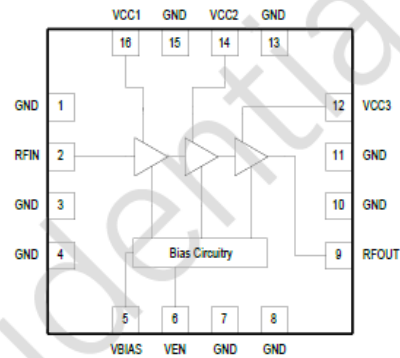 VCC1 GND VCC2 GND
16 15 14 13
GND 1 12 VCC3
RFIN 2 11 GND
GND 3 10 GND
GND 4 Bias Circuitry 9 RFOUT
5 6 7 8
VBIAS VEN GND GND
udentia